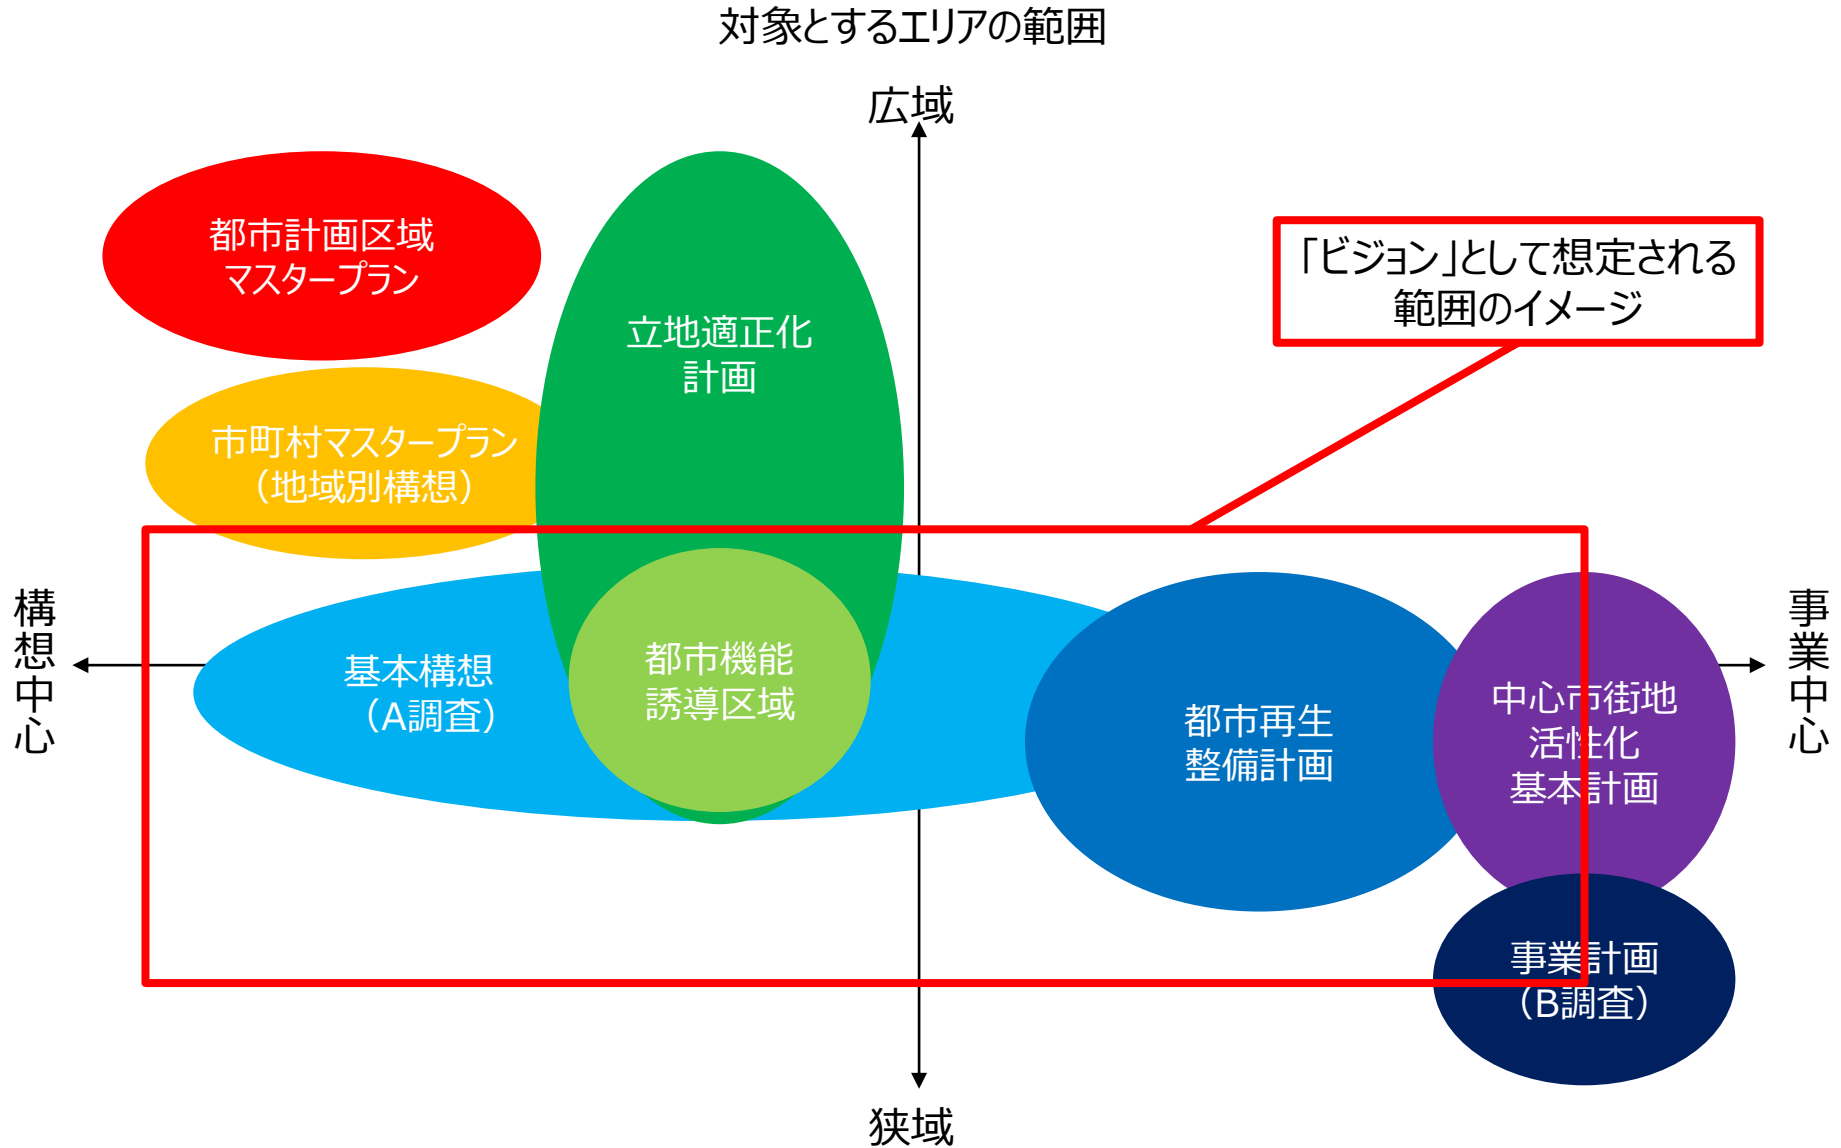 対象とするエリアの範囲
広域
都市計画区域
マスタープラン
「ビジョン」として想定される
範囲のイメージ
立地適正化
計画
市町村マスタープラン
（地域別構想）
構想中心
事業中心
基本構想
（A調査）
都市機能
誘導区域
都市再生
整備計画
中心市街地
活性化
基本計画
事業計画
（B調査）
狭域